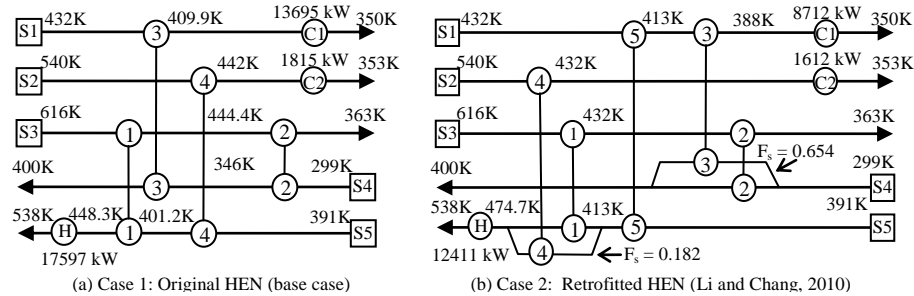 432K 409.9K 13695 kW 350K
S1 3 C1
540K 442K 1815 kW 353K
S2 4 C2
616K 444.4K 363K
S3 1 2
400K 346K 299K
3 2 S4
538K 448.3K 401.2K 391K
H 1 4 S5
17597 kW
(a) Case 1: Original HEN (base case)
432K 413K 388K 8712 kW 350K
S1 5 3 C1
540K 432K 1612 kW 353K
S2 4 C2
616K 432K 363K
S3 1 2
400K 3 Fs = 0.654 299K
2 S4
538K 474.7K 413K 391K
H 1 5 S5
12411 kW 4 Fs = 0.182
(b) Case 2: Retrofitted HEN (Li and Chang, 2010)